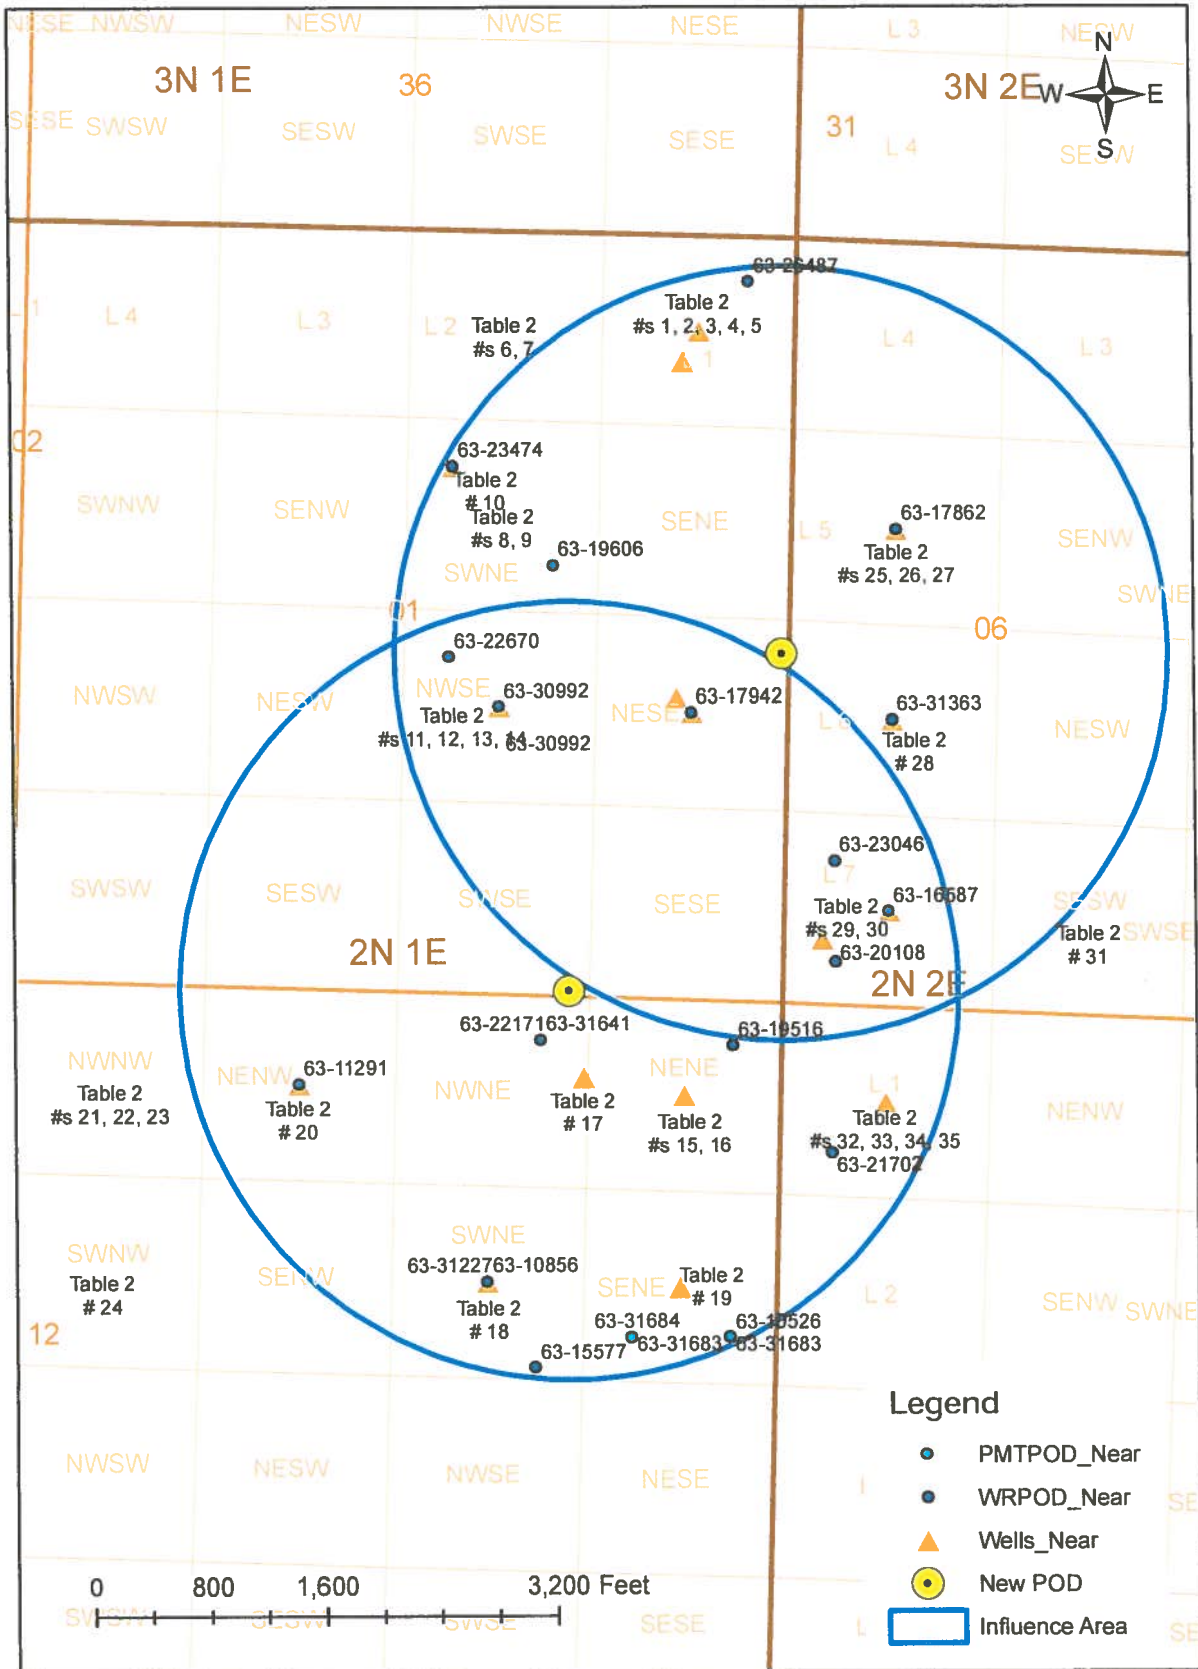 NESE NWSW NESW NWSE NESE L 3 NESW
N
3N 1E 36 3N 2E W E
SESE SWSW SESW SWSE SESE 31 L 4 S SESW
63-26487
Table 2
#s 1, 2, 3, 4, 5
L 1 L 4 L 3 L 2 Table 2
#s 6, 7
L 1 L 4 L 3
02
63-23474
Table 2
# 10
Table 2
#s 8, 9
SWNW SENW SENE L 5 63-17862
Table 2
#s 25, 26, 27
SENW
63-19606
SWNE
SWNE
01 06
63-22670
NWSW NESW NWSE 63-30992
Table 2
#s 11, 12, 13, 14
63-30992
NESE 63-17942
L 6 63-31363
Table 2
# 28
NESW
63-23046
L 7
SWSW SESW SWSE SESE 63-16687
Table 2
#s 29, 30
63-20108
SESW
SWSE
Table 2
# 31
2N 1E 2N 2E
63-22171 63-31641 63-19516
NWNW NENW 63-11291 NWNE NENE L 1 NENW
Table 2
#s 21, 22, 23
Table 2
# 20
Table 2
# 17
Table 2
#s 15, 16
Table 2
#s 32, 33, 34, 35
63-21702
SWNW SENW SWNE SENE L 2 SENW SWNE
Table 2
# 24
63-31227 63-10856
Table 2
# 18
Table 2
# 19
12
63-31684
63-31683
63-31683
63-15577
NWSW NESW NWSE NESE
SE
Legend
PMTPOD_Near
WRPOD_Near
Wells_Near
New POD
Influence Area
0 800 1,600 3,200 Feet
SWSW SESW SWSE SESE L SE